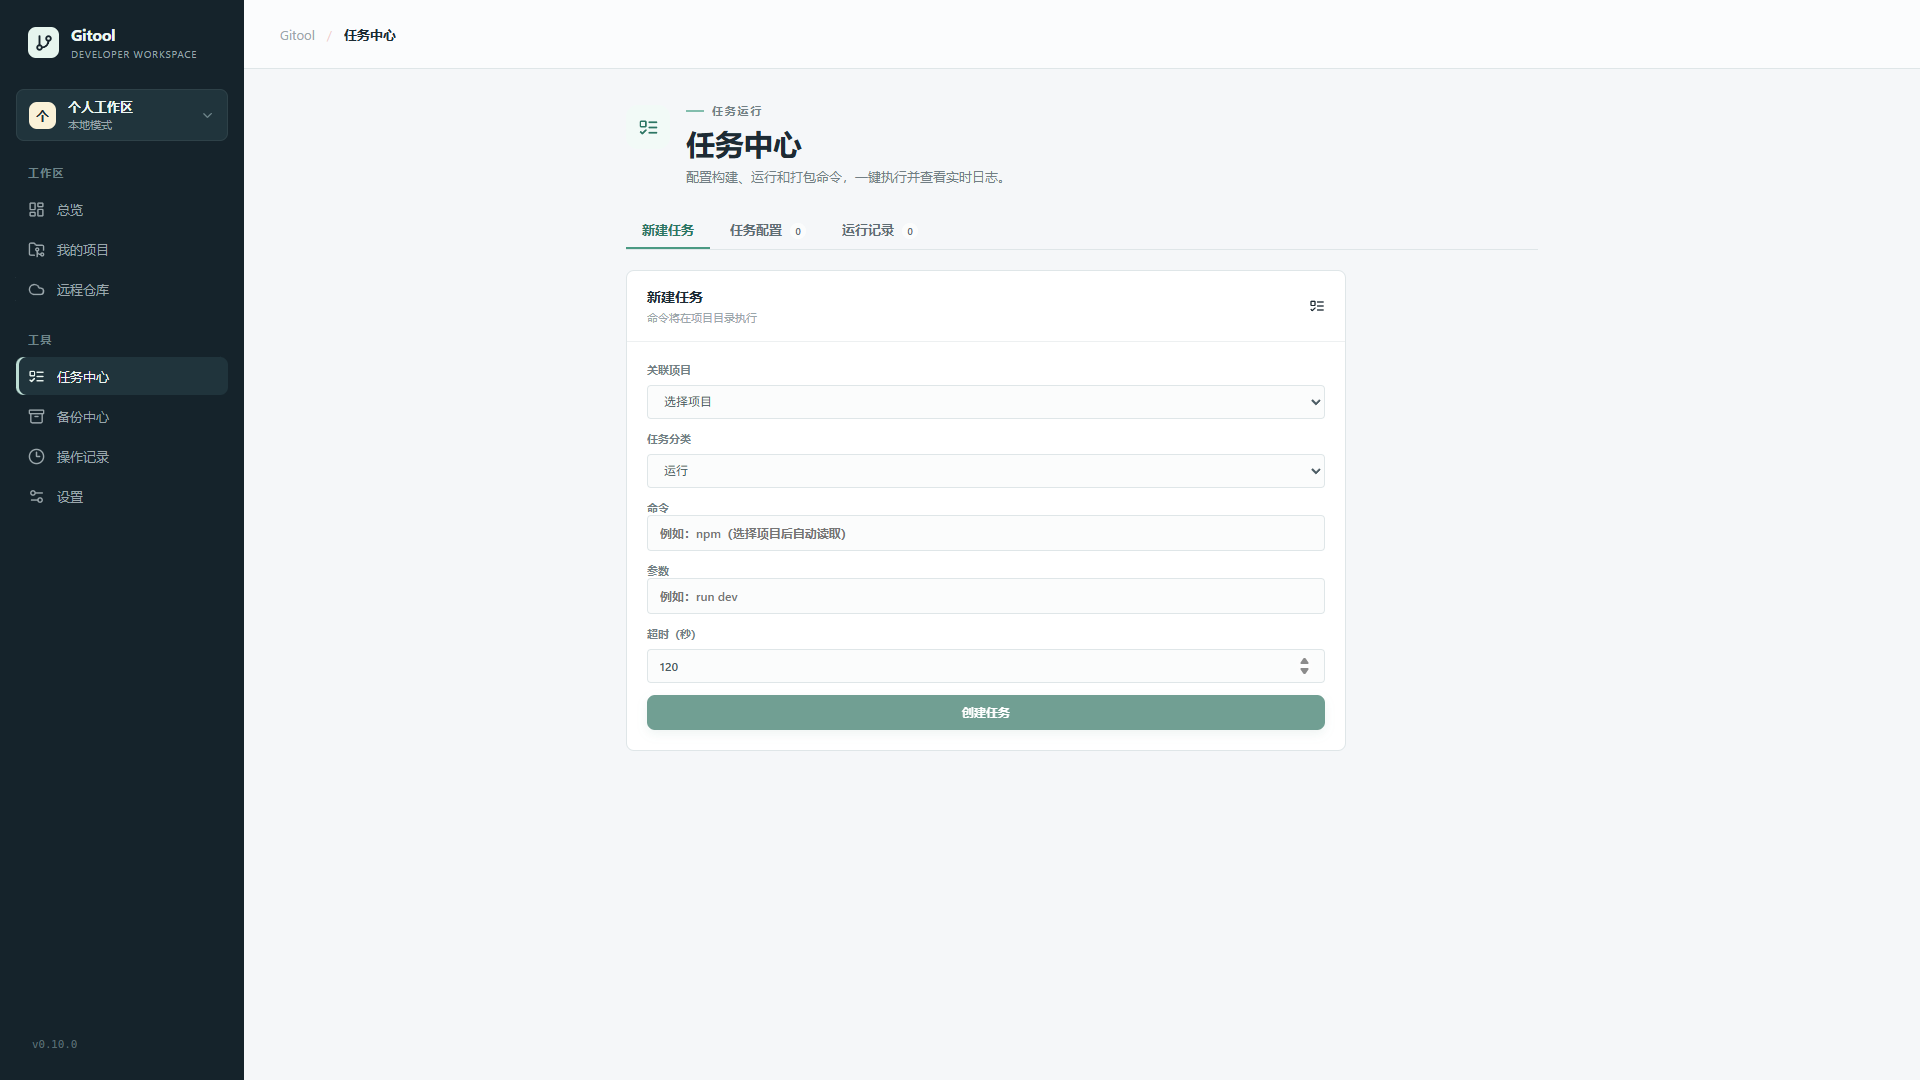 Gitool
DEVELOPER WORKSPACE
个
个人工作区
本地模式
工作区
总览
我的项目
远程仓库
工具
任务中心
备份中心
操作记录
设置
v0.10.0
Gitool / 任务中心
任务运行
任务中心
配置构建、运行和打包命令，一键执行并查看实时日志。
新建任务 任务配置 0 运行记录 0
新建任务
命令将在项目目录执行
关联项目
选择项目
任务分类
运行
命令
例如：npm（选择项目后自动读取）
参数
例如：run dev
超时（秒）
120
创建任务